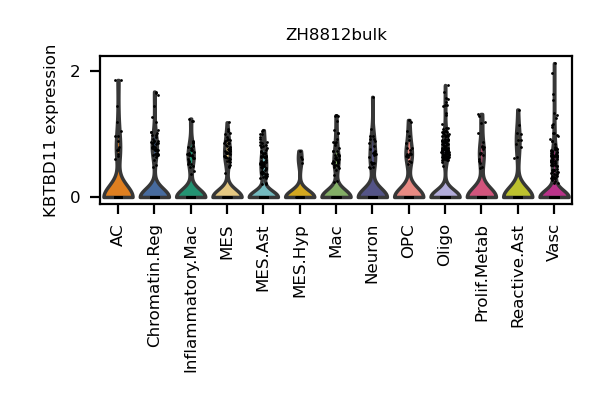 ZH8812bulk
KBTBD11 expression
2
0
AC
Chromatin.Reg
Inflammatory.Mac
MES
MES.Ast
MES.Hyp
Mac
Neuron
OPC
Oligo
Prolif.Metab
Reactive.Ast
Vasc